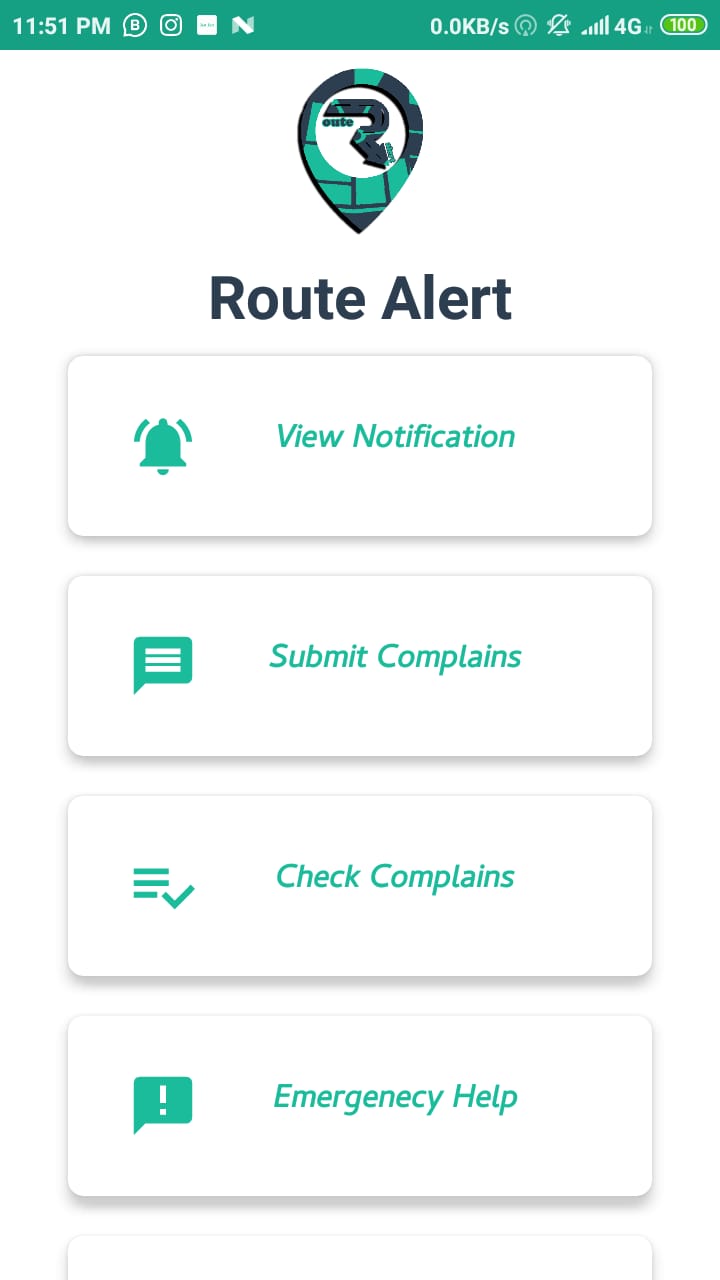 11:51 PM B 0.0KB/s 4G 100
oute
Route Alert
View Notification
Submit Complains
Check Complains
Emergenecy Help